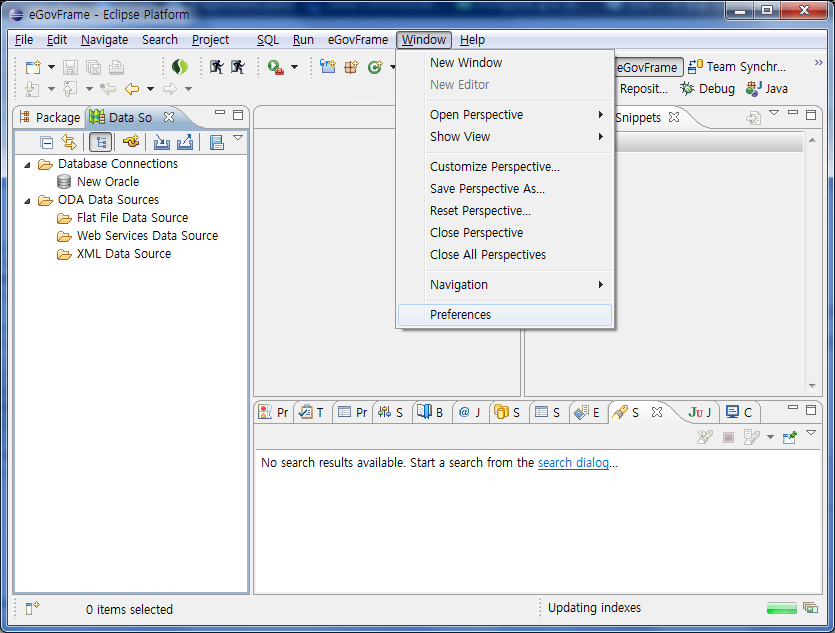 eGovFrame - Eclipse Platform
File Edit Navigate Search Project SQL Run eGovFrame Window Help
New Window
New Editor
Open Perspective
Show View
Customize Perspective...
Save Perspective As...
Reset Perspective...
Close Perspective
Close All Perspectives
Navigation
Preferences
eGovFrame Team Synchr... »
Reposit... Debug Java
Package Data So
Snippets
Database Connections
New Oracle
ODA Data Sources
Flat File Data Source
Web Services Data Source
XML Data Source
Pr T Pr S B @ J S S E S Ju J C
No search results available. Start a search from the search dialog...
0 items selected
Updating indexes